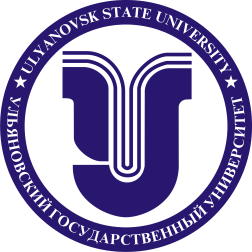 ★ ULYANOVSK STATE UNIVERSITY ★
УЛЬЯНОВСКИЙ ГОСУДАРСТВЕННЫЙ УНИВЕРСИТЕТ
У